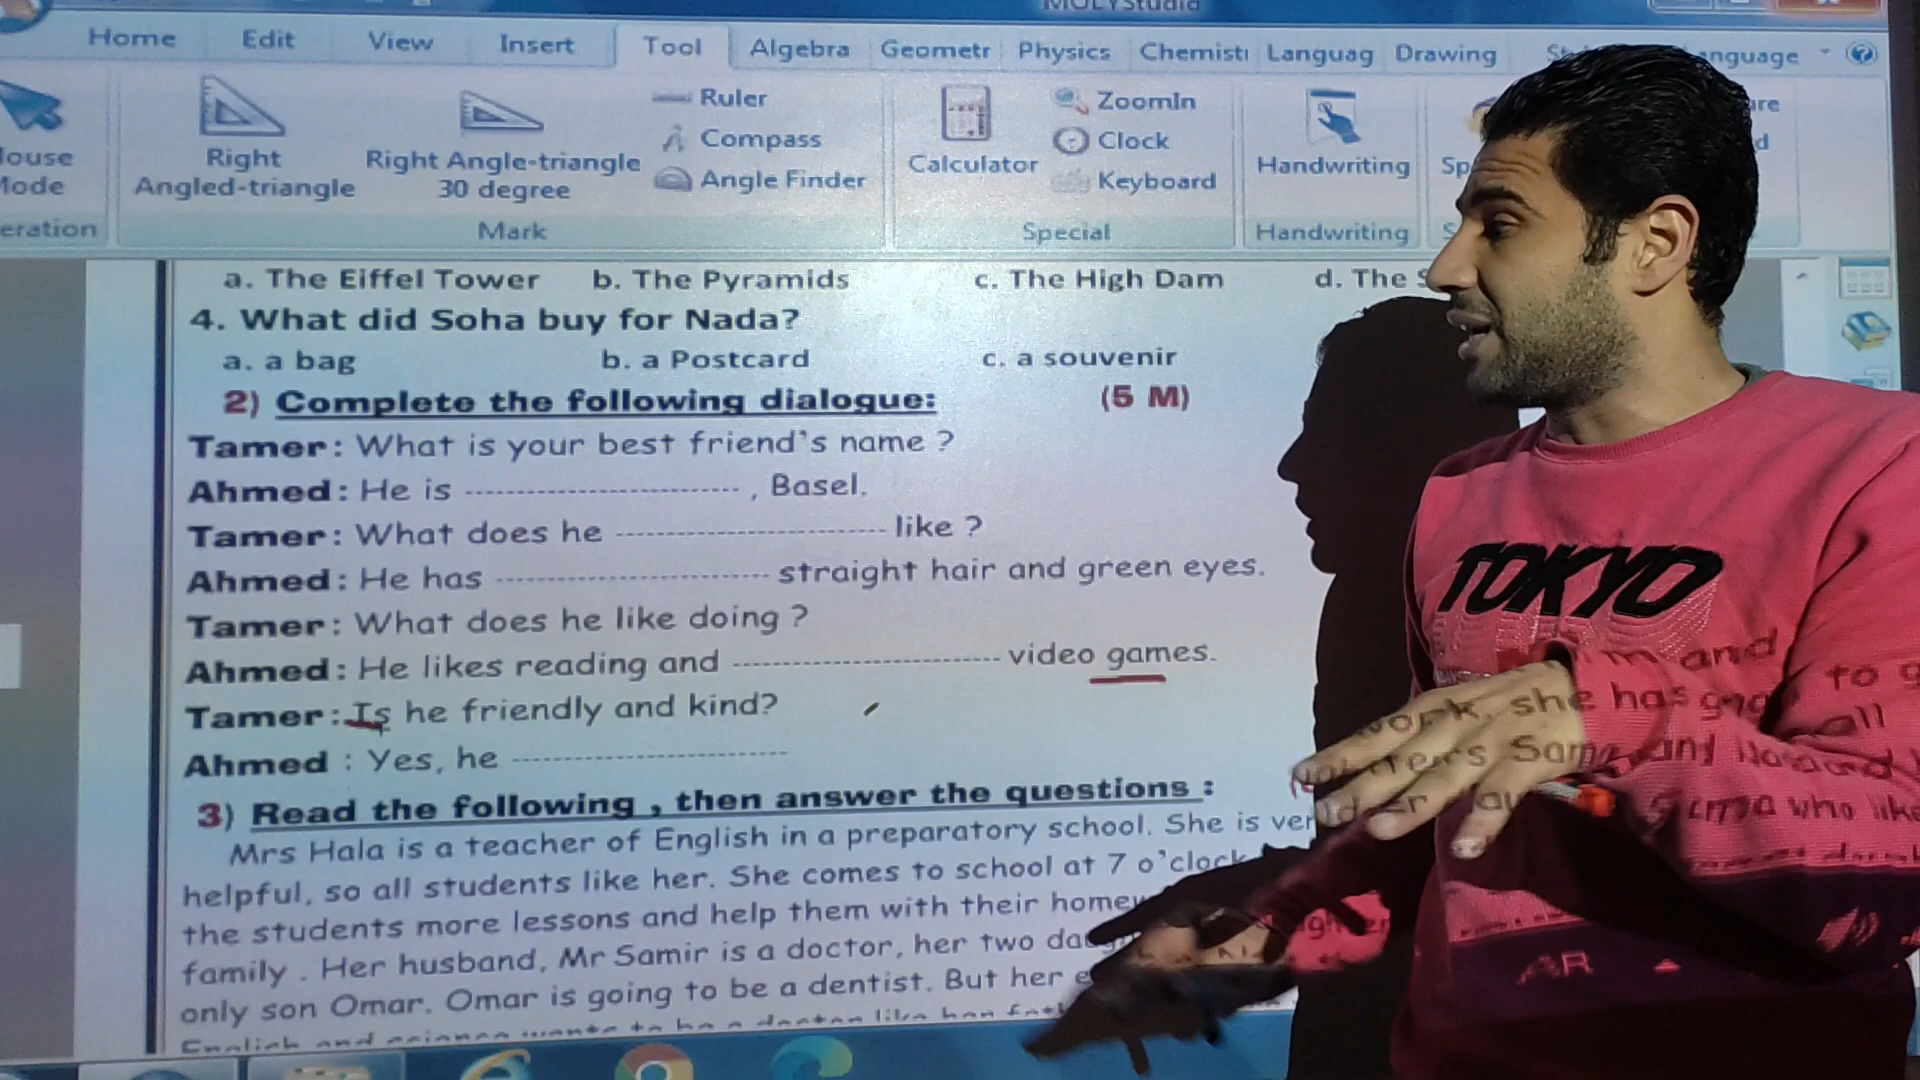 Home Edit View Insert Tool Algebra Geometr Physics Chemisti Languag Drawing nguage
Ruler
Compass
Angle Finder
Right
Angled-triangle
Right Angle-triangle
30 degree
Calculator
ZoomIn
Clock
Keyboard
Handwriting
Mark Special Handwriting
a. The Eiffel Tower b. The Pyramids c. The High Dam d. The
4. What did Soha buy for Nada?
a. a bag b. a Postcard c. a souvenir
2) Complete the following dialogue: (5 M)
Tamer: What is your best friend's name ?
Ahmed: He is ---------------------------- , Basel.
Tamer: What does he ---------------------------- like ?
Ahmed: He has ---------------------------- straight hair and green eyes.
Tamer: What does he like doing ?
Ahmed: He likes reading and ---------------------------- video games.
Tamer: Is he friendly and kind?
Ahmed : Yes, he ----------------------------
3) Read the following , then answer the questions :
Mrs Hala is a teacher of English in a preparatory school. She is
helpful, so all students like her. She comes to school at 7 o'clock
the students more lessons and help them with their
family . Her husband, Mr Samir is a doctor, her two
only son Omar. Omar is going to be a dentist. But her
TOKYO